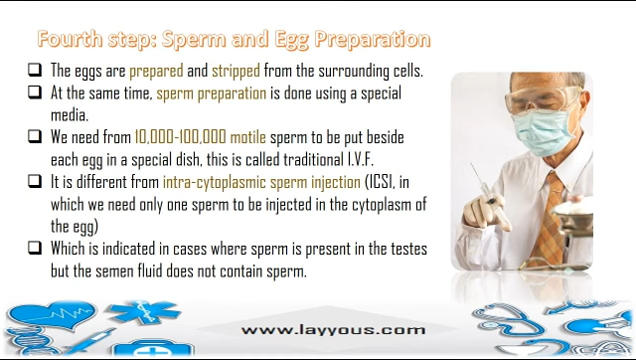 Fourth step: Sperm and Egg Preparation
The eggs are prepared and stripped from the surrounding cells.
At the same time, sperm preparation is done using a special
media.
We need from 10,000-100,000 motile sperm to be put beside
each egg in a special dish, this is called traditional I.V.F.
It is different from intra-cytoplasmic sperm injection (ICSI, in
which we need only one sperm to be injected in the cytoplasm of
the egg)
Which is indicated in cases where sperm is present in the testes
but the semen fluid does not contain sperm.
www.layyous.com